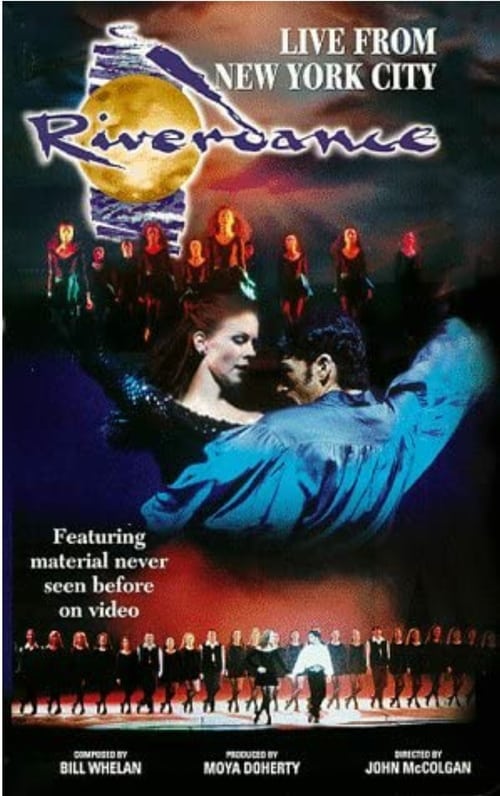 LIVE FROM
NEW YORK CITY
Riverdance
Featuring
material never
seen before
on video
COMPOSED BY
BILL WHELAN
PRODUCED BY
MOYA DOHERTY
DIRECTED BY
JOHN McCOLGAN